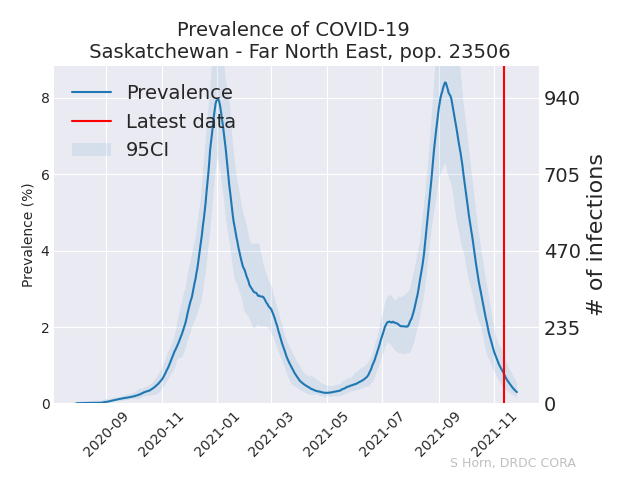 Prevalence of COVID-19
Saskatchewan - Far North East, pop. 23506
Prevalence
Latest data
95CI
Prevalence (%)
8
6
4
2
0
940
705
470
235
0
# of infections
2020-09
2020-11
2021-01
2021-03
2021-05
2021-07
2021-09
2021-11
S Horn, DRDC CORA